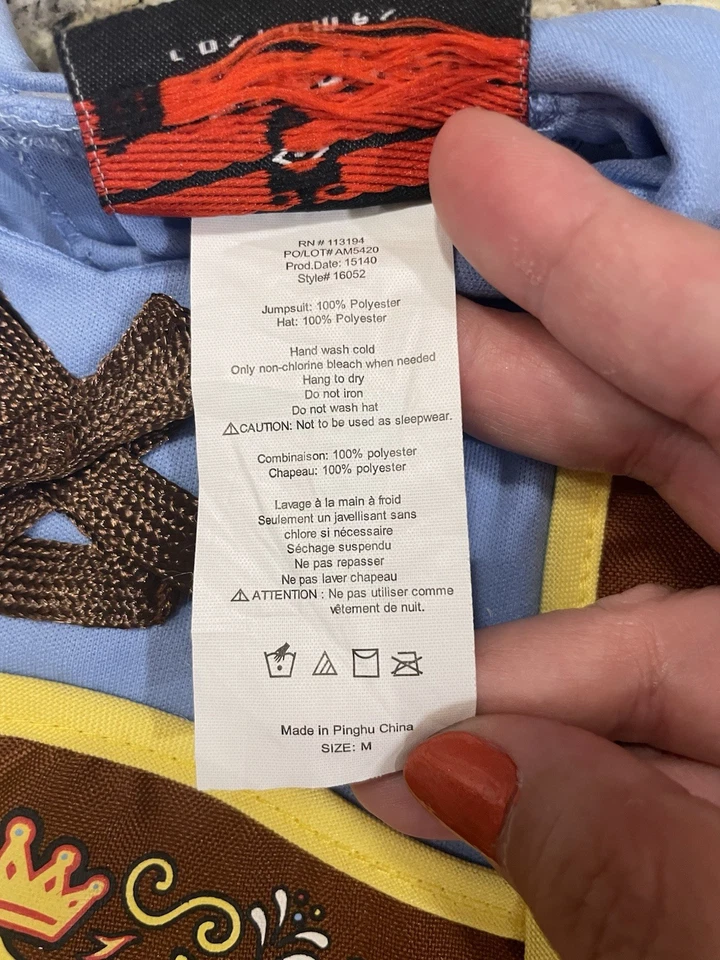 RN # 113194
PO/LOT# AM5420
Prod.Date: 15140
Style# 16052
Jumpsuit: 100% Polyester
Hat: 100% Polyester
Hand wash cold
Only non-chlorine bleach when needed
Hang to dry
Do not iron
Do not wash hat
⚠CAUTION: Not to be used as sleepwear.
Combinaison: 100% polyester
Chapeau: 100% polyester
Lavage à la main à froid
Seulement un javellisant sans
chlore si nécessaire
Séchage suspendu
Ne pas repasser
Ne pas laver chapeau
⚠ ATTENTION : Ne pas utiliser comme
vêtement de nuit.
Made in Pinghu China
SIZE: M